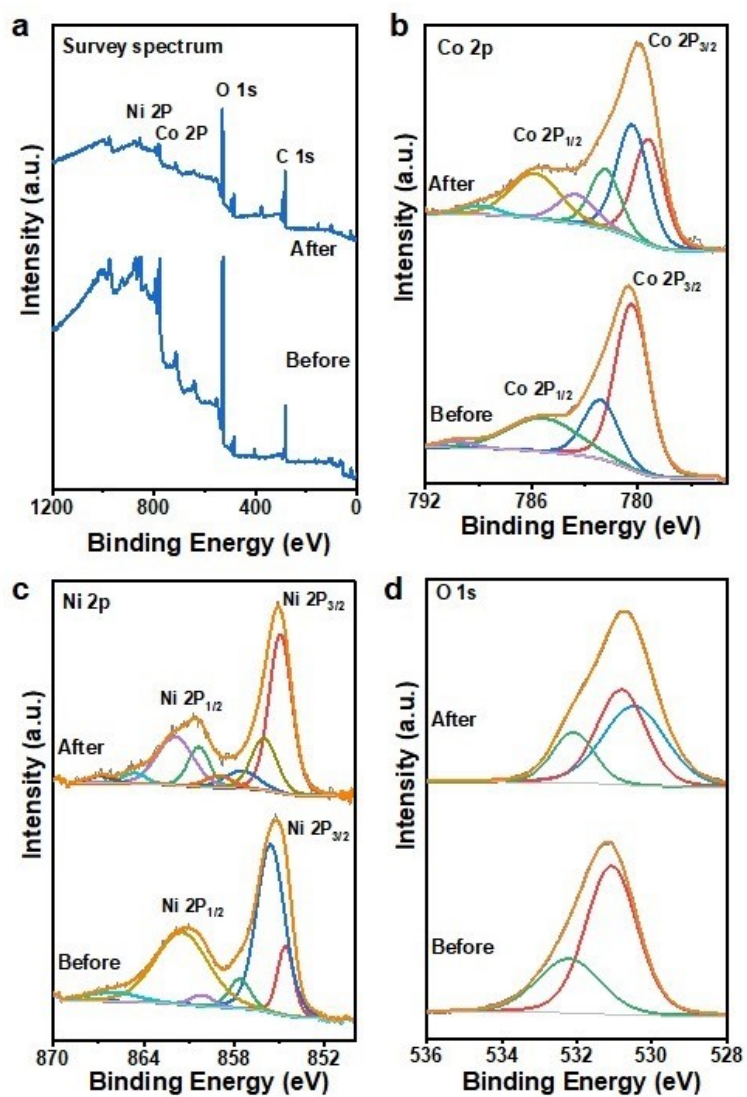 a
Survey spectrum
O 1s
Ni 2P
Co 2P
C 1s
After
Before
Intensity (a.u.)
1200 800 400 0
Binding Energy (eV)
b
Co 2p
Co 2P3/2
Co 2P1/2
After
Co 2P3/2
Co 2P1/2
Before
Intensity (a.u.)
792 786 780
Binding Energy (eV)
c
Ni 2p
Ni 2P3/2
Ni 2P1/2
After
Ni 2P3/2
Ni 2P1/2
Before
Intensity (a.u.)
870 864 858 852
Binding Energy (eV)
d
O 1s
After
Before
Intensity (a.u.)
536 534 532 530 528
Binding Energy (eV)